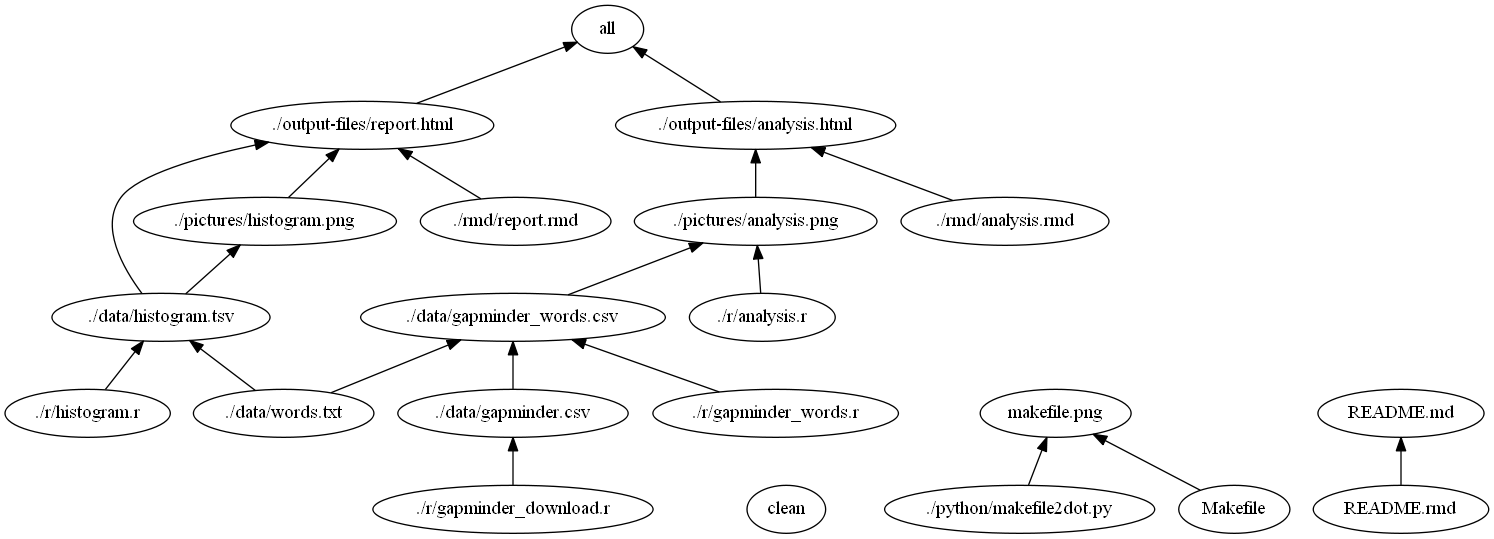 all
./output-files/report.html
./output-files/analysis.html
./pictures/histogram.png
./rmd/report.rmd
./pictures/analysis.png
./rmd/analysis.rmd
./data/histogram.tsv
./data/gapminder_words.csv
./r/analysis.r
./r/histogram.r
./data/words.txt
./data/gapminder.csv
./r/gapminder_words.r
makefile.png
README.md
./r/gapminder_download.r
clean
./python/makefile2dot.py
Makefile
README.rmd